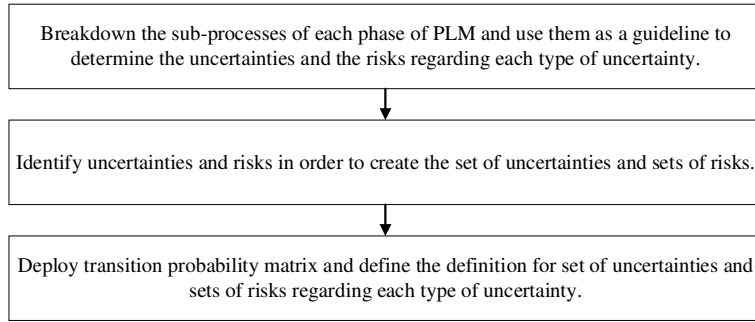 Breakdown the sub-processes of each phase of PLM and use them as a guideline to
determine the uncertainties and the risks regarding each type of uncertainty.
Identify uncertainties and risks in order to create the set of uncertainties and sets of risks.
Deploy transition probability matrix and define the definition for set of uncertainties and
sets of risks regarding each type of uncertainty.